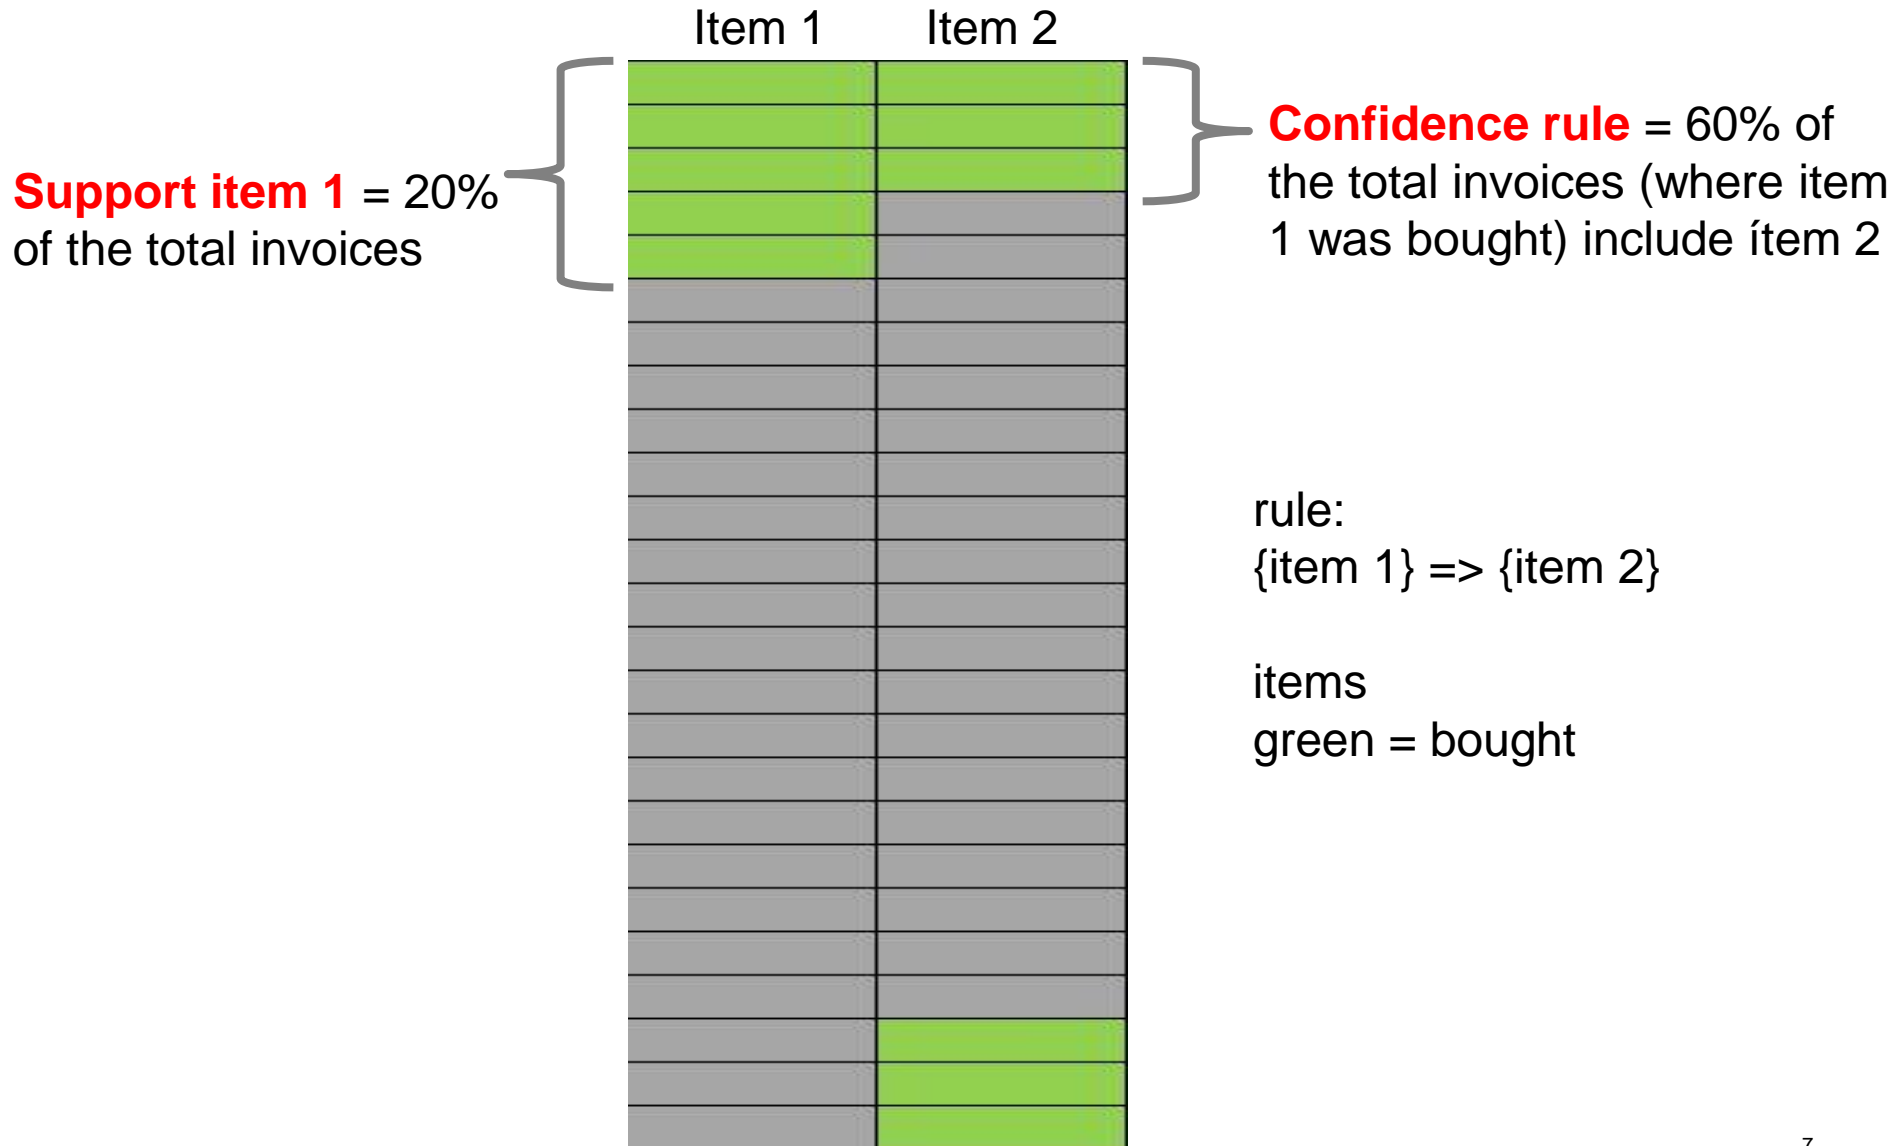 Item 1
Item 2
Support item 1 = 20%
of the total invoices
Confidence rule = 60% of
the total invoices (where item
1 was bought) include ítem 2
rule:
{item 1} => {item 2}
items
green = bought
7